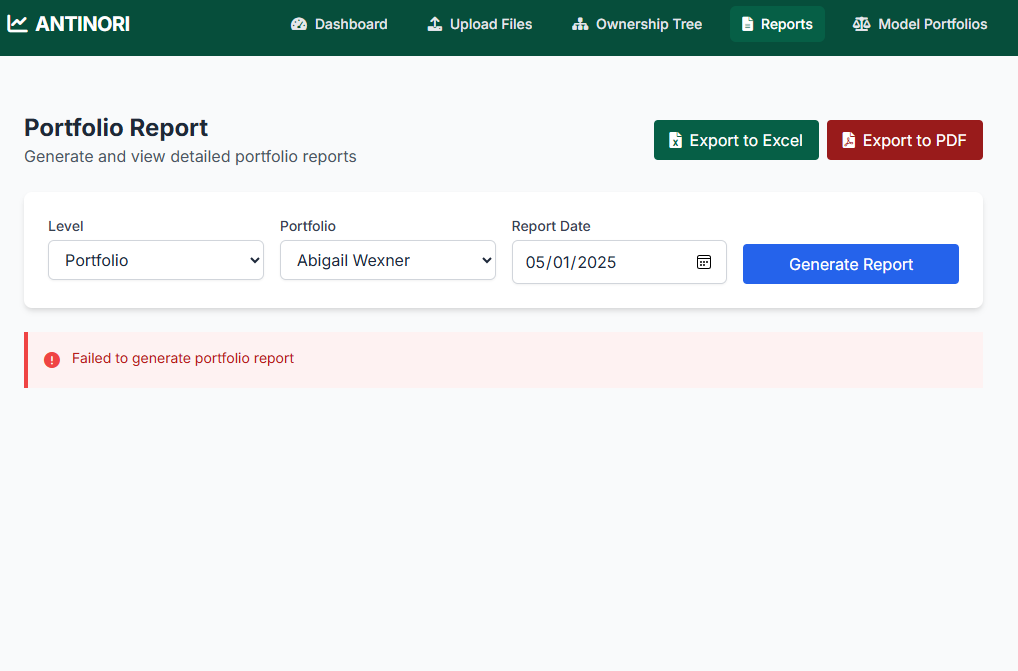 ANTINORI
Dashboard
Upload Files
Ownership Tree
Reports
Model Portfolios
Portfolio Report
Generate and view detailed portfolio reports
Export to Excel
Export to PDF
Level
Portfolio
Report Date
Portfolio
Abigail Wexner
05/01/2025
Generate Report
Failed to generate portfolio report